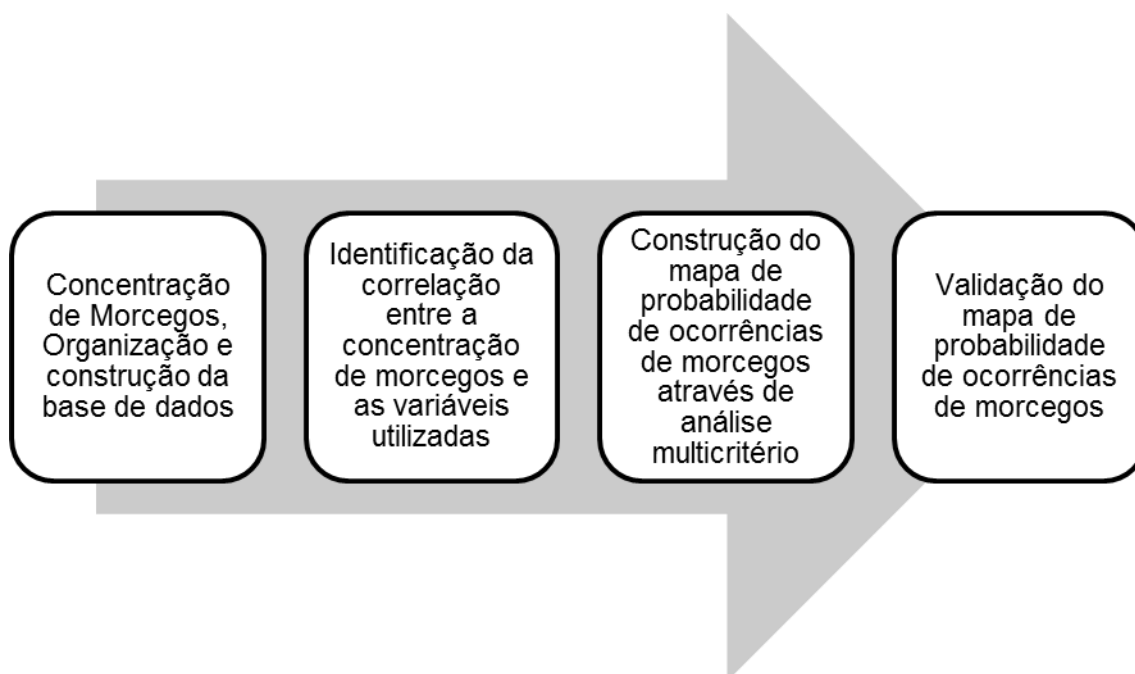 Concentração
de Morcegos,
Organização e
construção da
base de dados
Identificação da
correlação
entre a
concentração
de morcegos e
as variáveis
utilizadas
Construção do
mapa de
probabilidade
de ocorrências
de morcegos
através de
análise
multicritério
Validação do
mapa de
probabilidade
de ocorrências
de morcegos